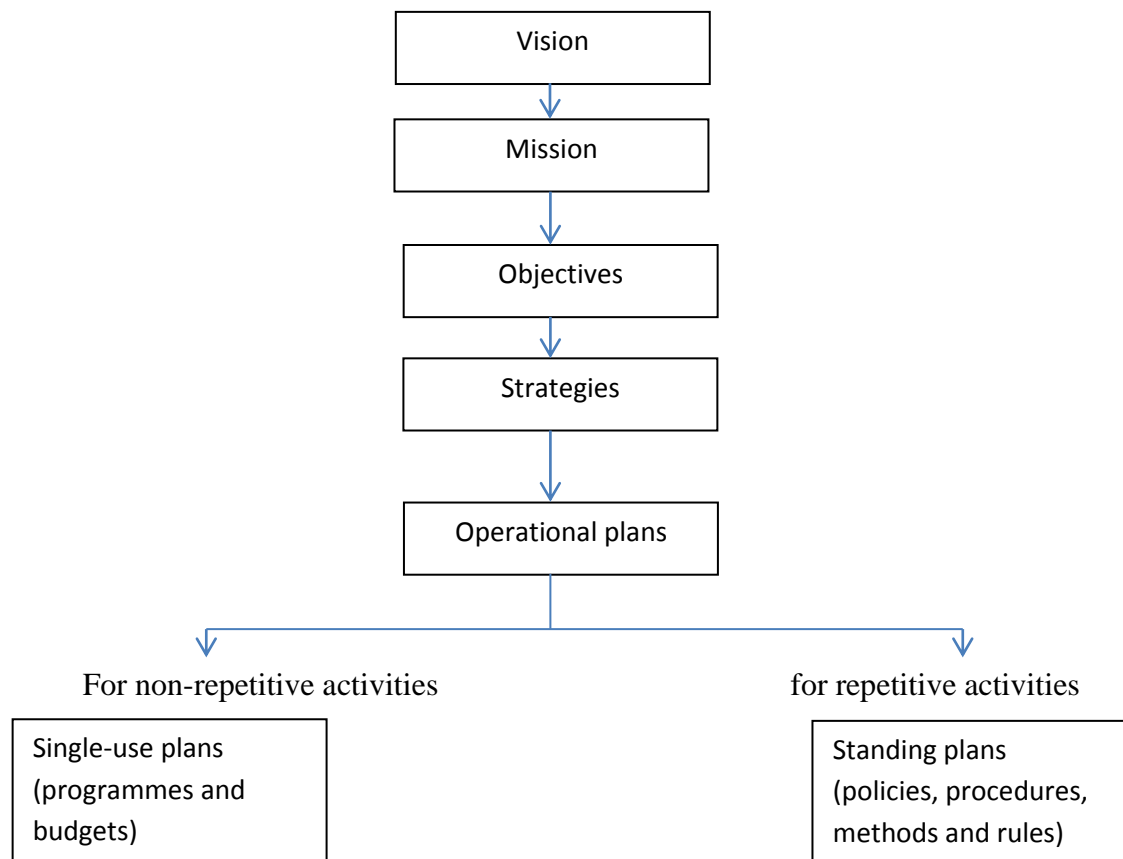 Vision
Mission
Objectives
Strategies
Operational plans
For non-repetitive activities
for repetitive activities
Single-use plans
(programmes and
budgets)
Standing plans
(policies, procedures,
methods and rules)